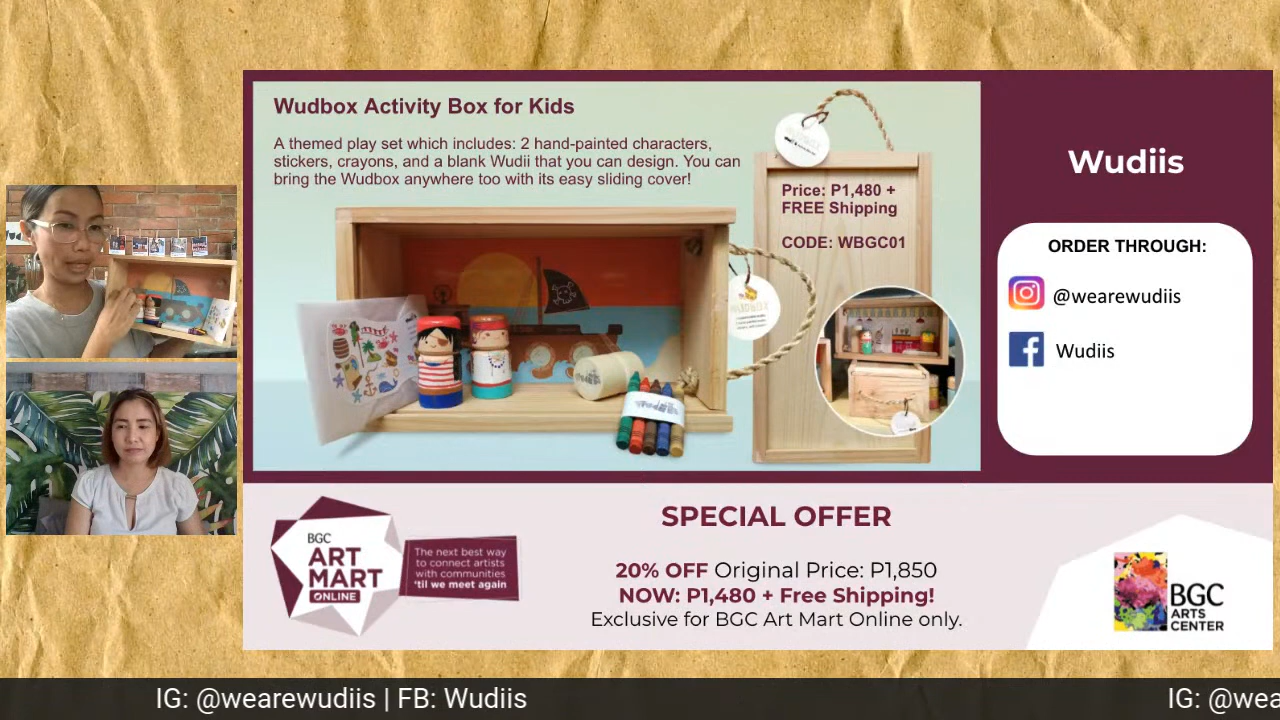 Wudbox Activity Box for Kids
A themed play set which includes: 2 hand-painted characters,
stickers, crayons, and a blank Wudii that you can design. You can
bring the Wudbox anywhere too with its easy sliding cover!
Price: P1,480 +
FREE Shipping
CODE: WBGC01
Wudiis
ORDER THROUGH:
@wearewudiis
Wudiis
BGC
ART
MART
ONLINE
The next best way
to connect artists
with communities
'til we meet again
SPECIAL OFFER
20% OFF Original Price: P1,850
NOW: P1,480 + Free Shipping!
Exclusive for BGC Art Mart Online only.
BGC
ARTS
CENTER
IG: @wearewudiis | FB: Wudiis
IG: @wea